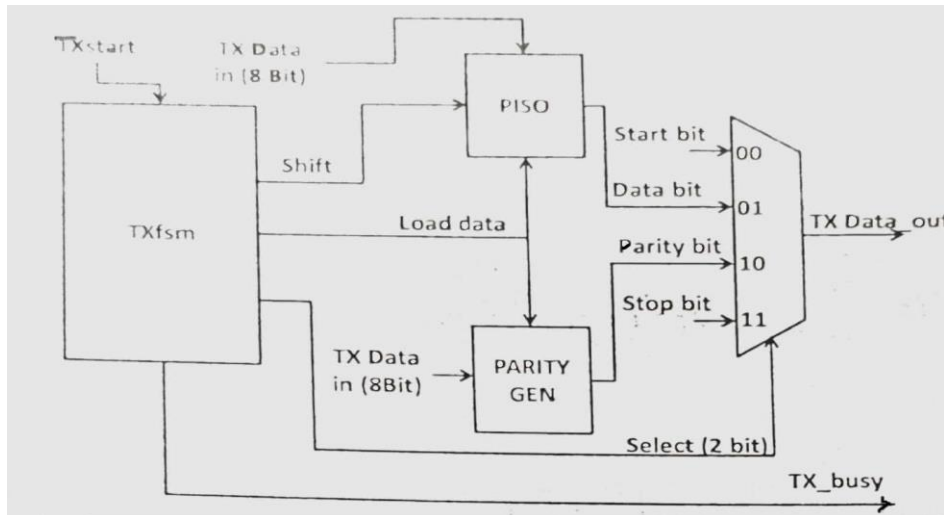 TXstart
TX Data
in (8 Bit)
PISO
Start bit
00
Shift
Data bit
01
TXfsm
Load data
TX Data_out
Parity bit
10
Stop bit
11
TX Data
in (8Bit)
PARITY
GEN
Select (2 bit)
TX_busy